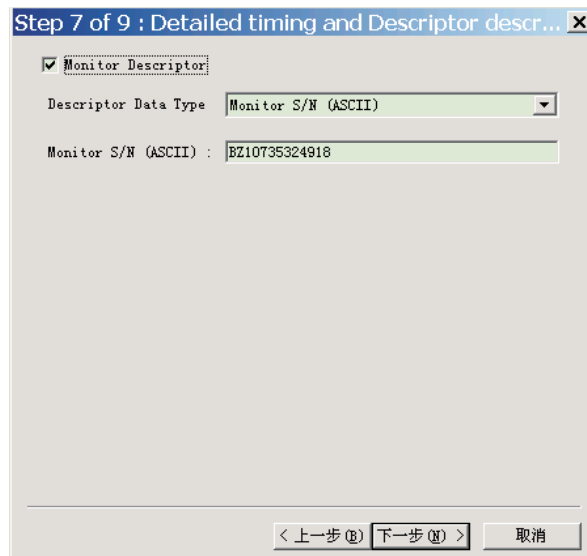 Step 7 of 9 : Detailed timing and Descriptor descr...
Monitor Descriptor
Descriptor Data Type Monitor S/N (ASCII)
Monitor S/N (ASCII) : BZ10735324918
< 上一步(B) 下一步(N) > 取消